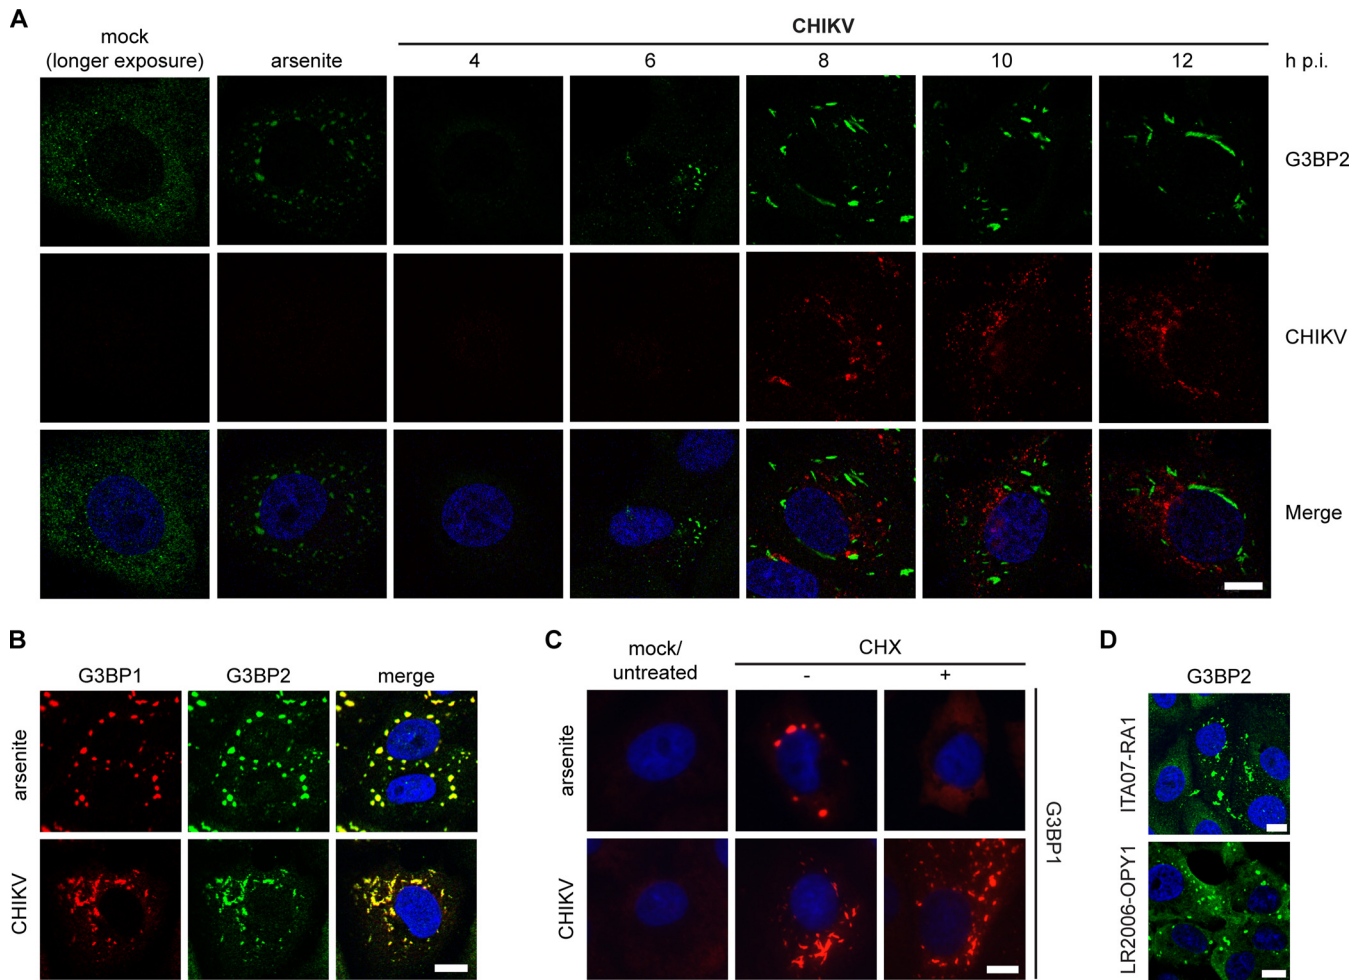 A
CHIKV
mock
(longer exposure)
arsenite
4
6
8
10
12
h p.i.
G3BP2
CHIKV
Merge
B
G3BP1
G3BP2
merge
arsenite
CHIKV
C
mock/
untreated
CHX
-
+
arsenite
CHIKV
G3BP1
D
G3BP2
ITA07-RA1
LR2006-OPY1